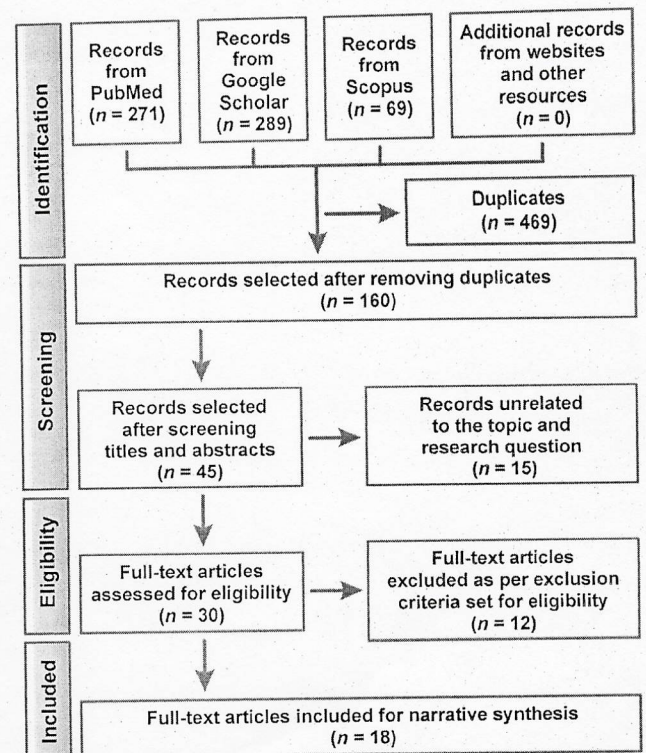 Identification
Records
from
PubMed
(n = 271)
Records
from
Google
Scholar
(n = 289)
Records
from
Scopus
(n = 69)
Additional records
from websites
and other
resources
(n = 0)
Duplicates
(n = 469)
Screening
Records selected after removing duplicates
(n = 160)
Records selected
after screening
titles and abstracts
(n = 45)
Records unrelated
to the topic and
research question
(n = 15)
Eligibility
Full-text articles
assessed for eligibility
(n = 30)
Full-text articles
excluded as per exclusion
criteria set for eligibility
(n = 12)
Included
Full-text articles included for narrative synthesis
(n = 18)